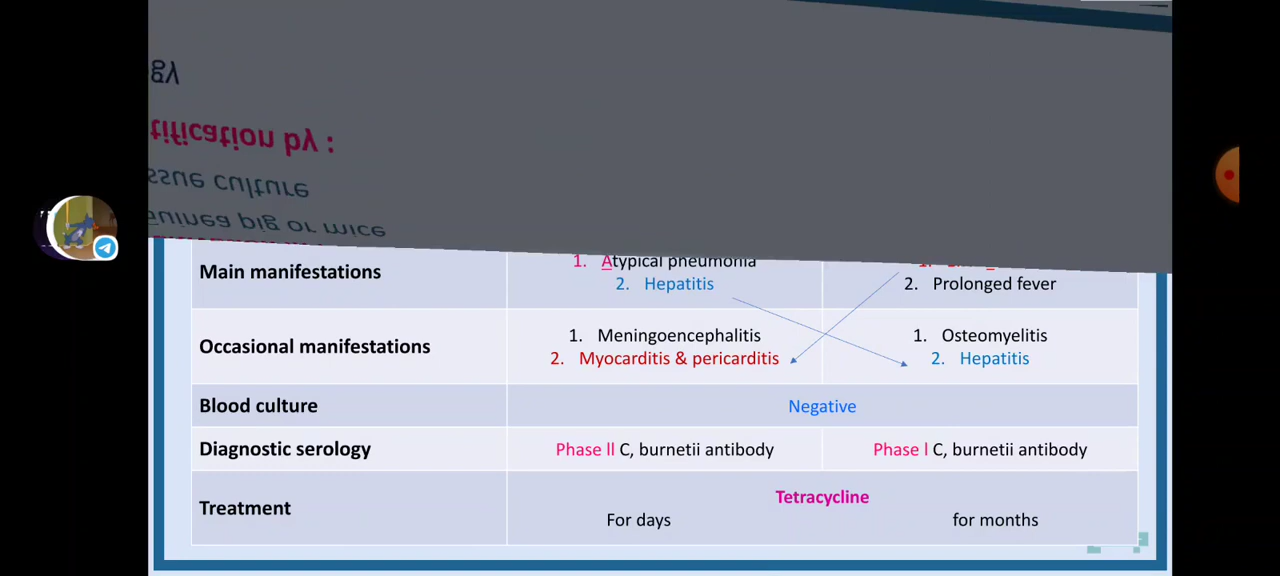 gy
tification by :
ssue culture
Guinea pig or mice
Main manifestations
1. Atypical pneumonia
2. Hepatitis
2. Prolonged fever
Occasional manifestations
1. Meningoencephalitis
2. Myocarditis & pericarditis
1. Osteomyelitis
2. Hepatitis
Blood culture
Negative
Diagnostic serology
Phase ll C, burnetii antibody
Phase l C, burnetii antibody
Treatment
Tetracycline
For days
for months